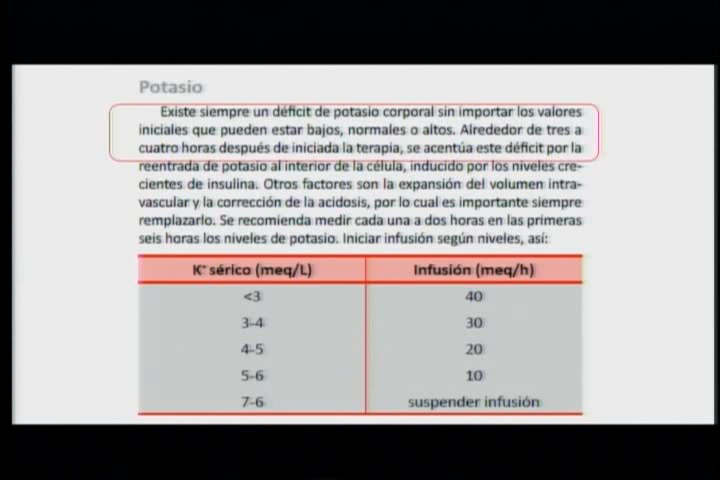 Potasio
Existe siempre un déficit de potasio corporal sin importar los valores
iniciales que pueden estar bajos, normales o altos. Alrededor de tres a
cuatro horas después de iniciada la terapia, se acentúa este déficit por la
reentrada de potasio al interior de la célula, inducido por los niveles cre-
cientes de insulina. Otros factores son la expansión del volumen intra-
vascular y la corrección de la acidosis, por lo cual es importante siempre
remplazarlo. Se recomienda medir cada una a dos horas en las primeras
seis horas los niveles de potasio. Iniciar infusión según niveles, así:
K⁺ sérico (meq/L) Infusión (meq/h)
<3 40
3-4 30
4-5 20
5-6 10
7-6 suspender infusión